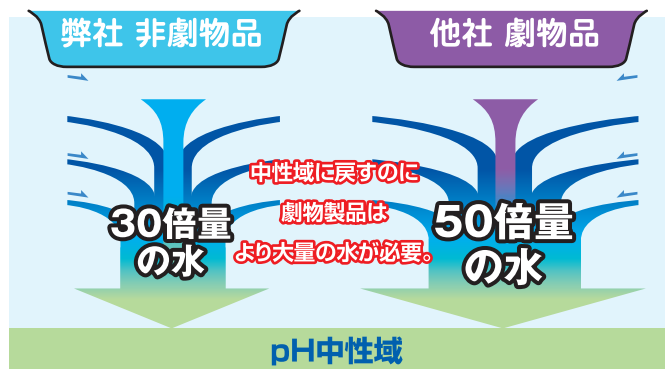 弊社 非劇物品
他社 劇物品
中性域に戻すのに
劇物製品は
より大量の水が必要。
30倍量
の水
50倍量
の水
pH中性域